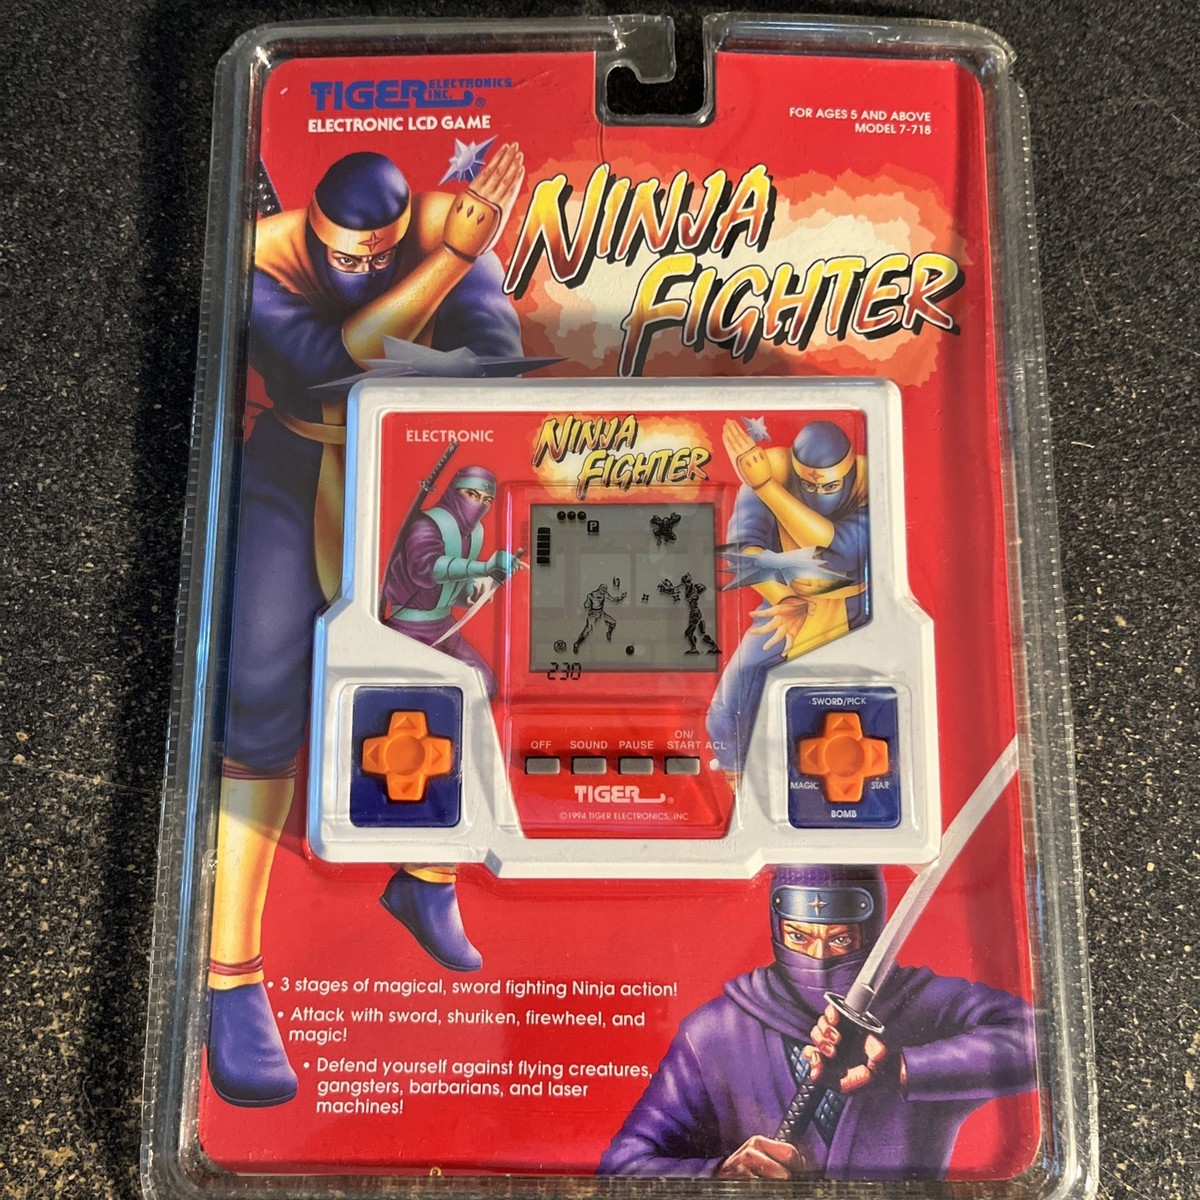 TIGER ELECTRONICS INC. ®
ELECTRONIC LCD GAME
FOR AGES 5 AND ABOVE
MODEL 7-718
NINJA
FIGHTER
ELECTRONIC
NINJA
FIGHTER
P
230
SWORD/PICK
MAGIC STAR
BOMB
OFF SOUND PAUSE ON/
START ACL
TIGER ®
©1994 TIGER ELECTRONICS, INC
• 3 stages of magical, sword fighting Ninja action!
• Attack with sword, shuriken, firewheel, and
magic!
• Defend yourself against flying creatures,
gangsters, barbarians, and laser
machines!